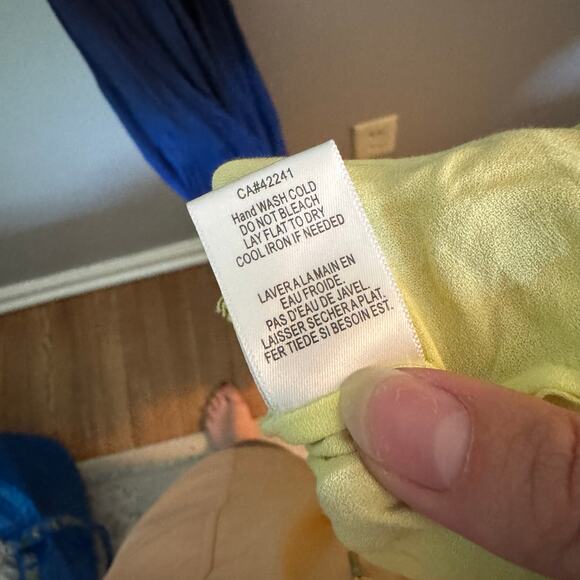 CA#42241
Hand WASH COLD
DO NOT BLEACH
LAY FLAT TO DRY
COOL IRON IF NEEDED
LAVER A LA MAIN EN
EAU FROIDE.
PAS D'EAU DE JAVEL.
LAISSER SECHER A PLAT.
FER TIEDE SI BESOIN EST.